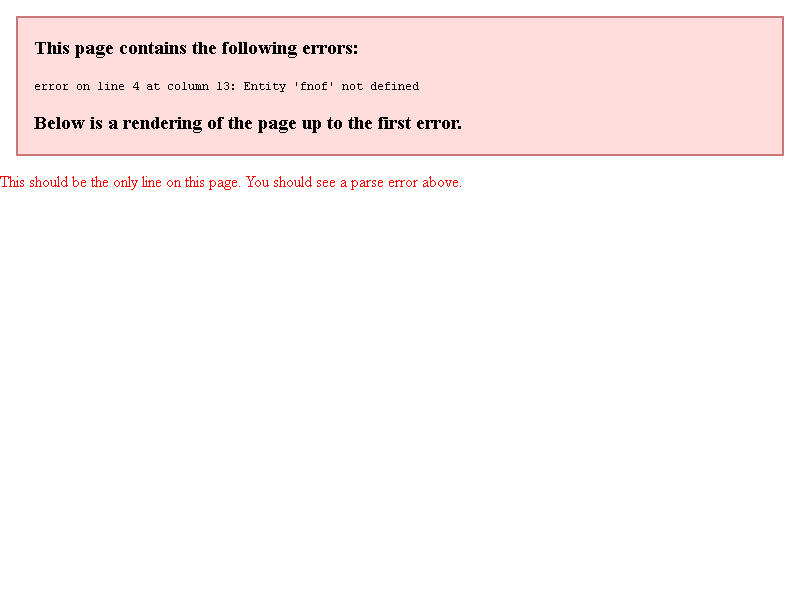 This page contains the following errors:
error on line 4 at column 13: Entity 'fnof' not defined
Below is a rendering of the page up to the first error.
This should be the only line on this page. You should see a parse error above.